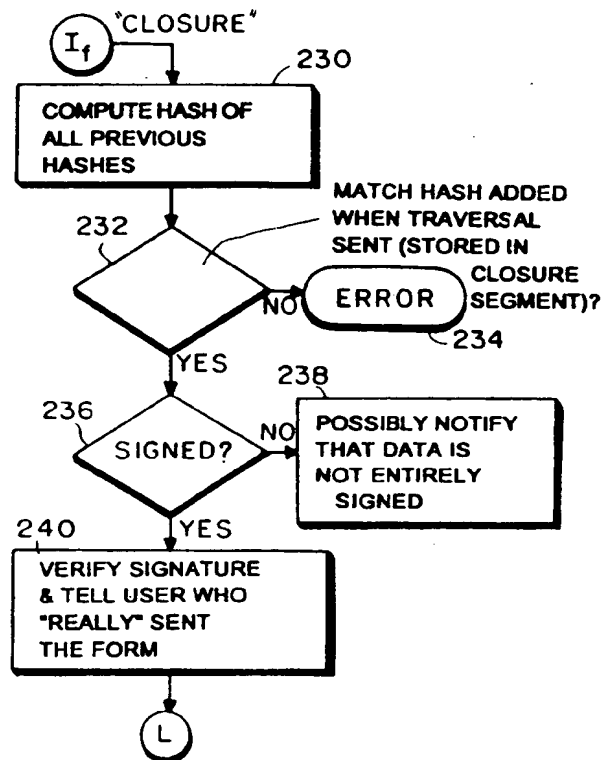 "CLOSURE"
If
230
COMPUTE HASH OF
ALL PREVIOUS
HASHES
232
MATCH HASH ADDED
WHEN TRAVERSAL
SENT (STORED IN
CLOSURE
SEGMENT)?
NO
ERROR
234
YES
236
SIGNED?
NO
238
POSSIBLY NOTIFY
THAT DATA IS
NOT ENTIRELY
SIGNED
YES
240
VERIFY SIGNATURE
& TELL USER WHO
"REALLY" SENT
THE FORM
L